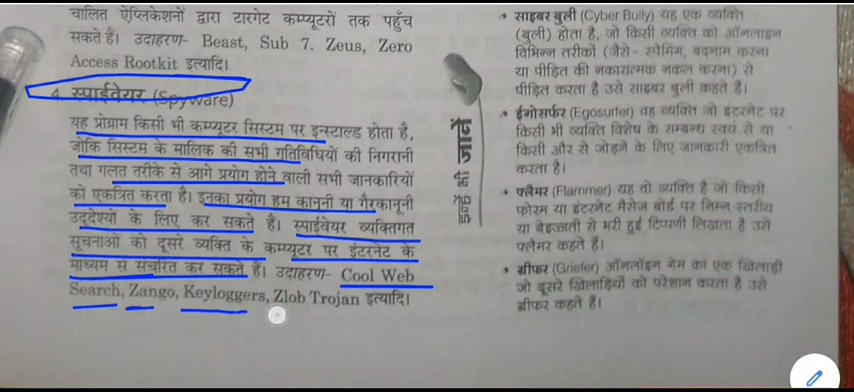 चालित ऐप्लिकेशनों द्वारा टारगेट कम्प्यूटरों तक पहुँच
सकते हैं। उदाहरण- Beast, Sub 7. Zeus, Zero
Access Rootkit इत्यादि।
4. स्पाईवेयर (Spyware)
यह प्रोग्राम किसी भी कम्प्यूटर सिस्टम पर इन्स्टाल्ड होता है,
जोकि सिस्टम के मालिक की सभी गतिविधियों की निगरानी
तथा गलत तरीके से आगे प्रयोग होने वाली सभी जानकारियों
को एकत्रित करता है। इनका प्रयोग हम कानूनी या गैरकानूनी
उद्देश्यों के लिए कर सकते हैं। स्पाईवेयर व्यक्तिगत
सूचनाओं को दूसरे व्यक्ति के कम्प्यूटर पर इंटरनेट के
माध्यम से संचरित कर सकते हैं। उदाहरण- Cool Web
Search, Zango, Keyloggers, Zlob Trojan इत्यादि।
इन्हें भी जानें
• साइबर बुली (Cyber Bully) यह एक व्यक्ति
(बुली) होता है, जो किसी व्यक्ति को ऑनलाइन
विभिन्न तरीकों (जैसे- स्पैमिंग, बदनाम करना
या पीड़ित की नकारात्मक नकल करना) से
पीड़ित करता है उसे साइबर बुली कहते है।
• ईगोसर्फर (Egosurfer) वह व्यक्ति जो इंटरनेट पर
किसी भी व्यक्ति विशेष के सम्बन्ध स्वयं से या
किसी और से जोड़ने के लिए जानकारी एकत्रित
करता है।
• फ्लैमर (Flammer) यह वो व्यक्ति है जो किसी
फोरम या इंटरनेट मैसेज बोर्ड पर निम्न स्तरीय
या बेइज्जती से भरी हुई टिप्पणी लिखता है उसे
फ्लैमर कहते हैं।
• ग्रीफर (Griefer) ऑनलॉइन गेम का एक खिलाड़ी
जो दूसरे खिलाड़ियों को परेशान करता है उसे
ग्रीफर कहते हैं।